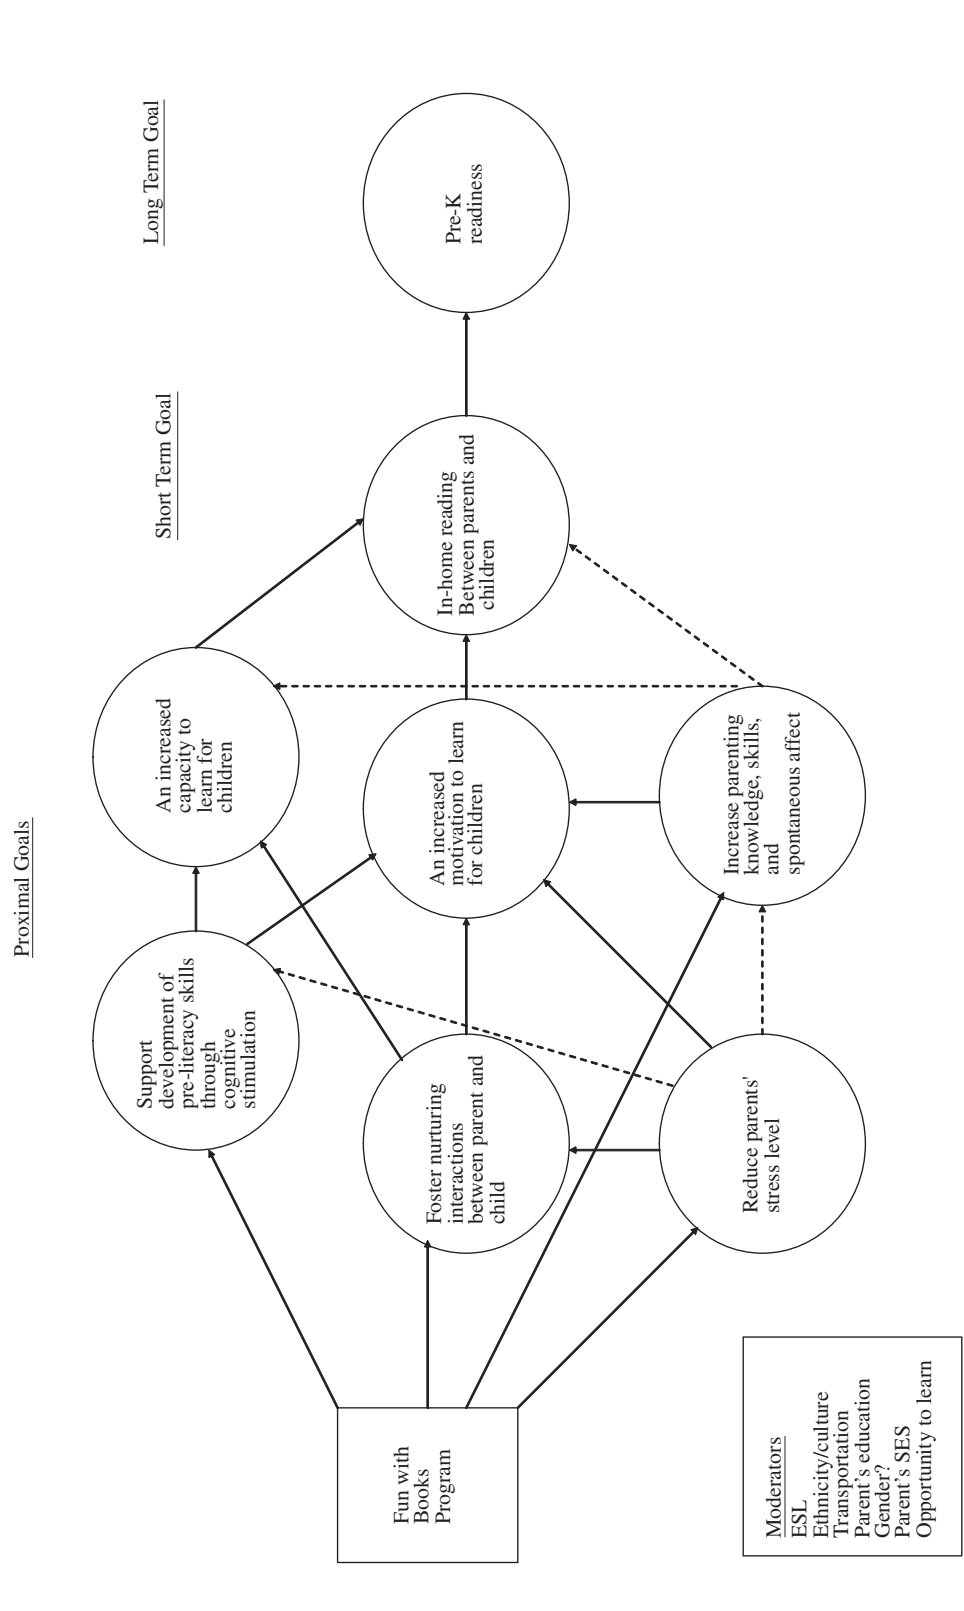 Proximal Goals
Short Term Goal
Long Term Goal
Support
development of
pre-literacy skills
through
cognitive
stimulation
An increased
capacity to
learn for
children
Fun with
Books
Program
Foster nurturing
interactions
between parent and
child
An increased
motivation to learn
for children
In-home reading
Between parents and
children
Pre-K
readiness
Reduce parents'
stress level
Increase parenting
knowledge, skills,
and
spontaneous affect
Moderators
ESL
Ethnicity/culture
Transportation
Parent's education
Gender?
Parent's SES
Opportunity to learn